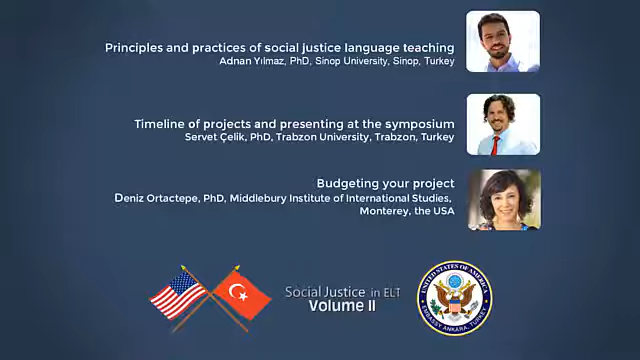 Principles and practices of social justice language teaching
Adnan Yılmaz, PhD, Sinop University, Sinop, Turkey
Timeline of projects and presenting at the symposium
Servet Çelik, PhD, Trabzon University, Trabzon, Turkey
Budgeting your project
Deniz Ortactepe, PhD, Middlebury Institute of International Studies,
Monterey, the USA
Social Justice in ELT
Volume II
UNITED STATES OF AMERICA
EMBASSY ANKARA, TURKEY